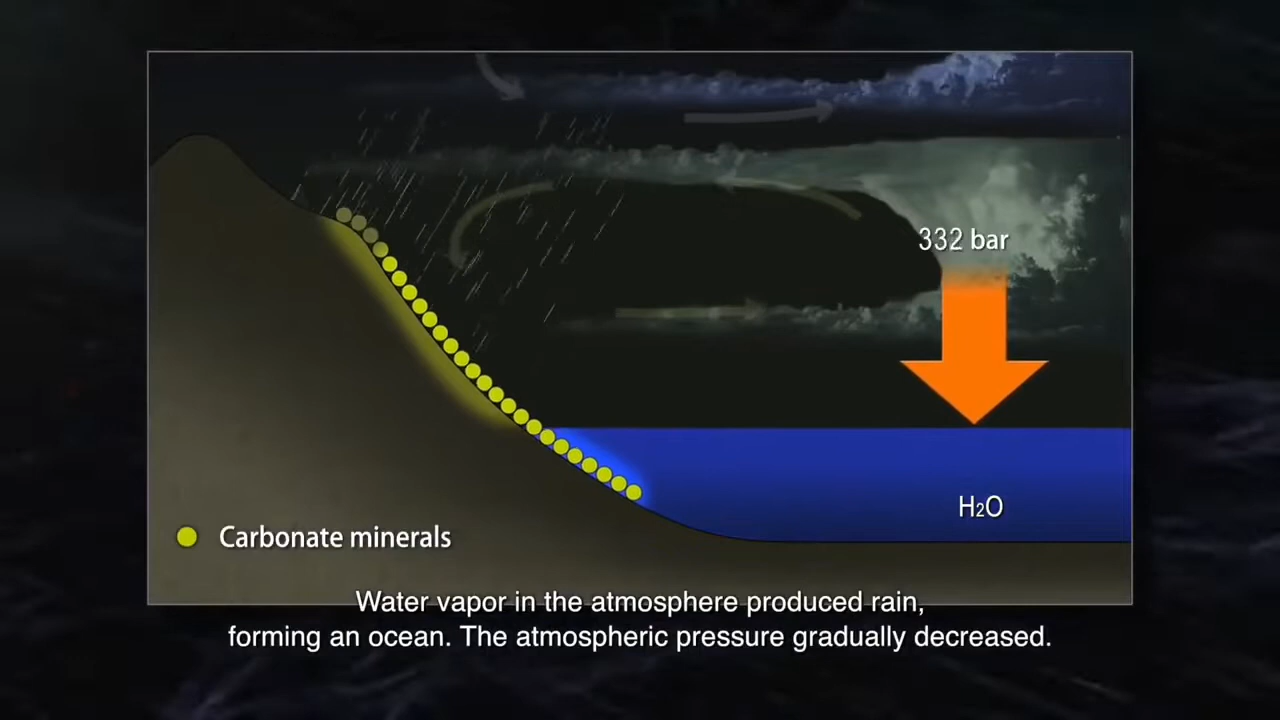 332 bar
H₂O
Carbonate minerals
Water vapor in the atmosphere produced rain,
forming an ocean. The atmospheric pressure gradually decreased.